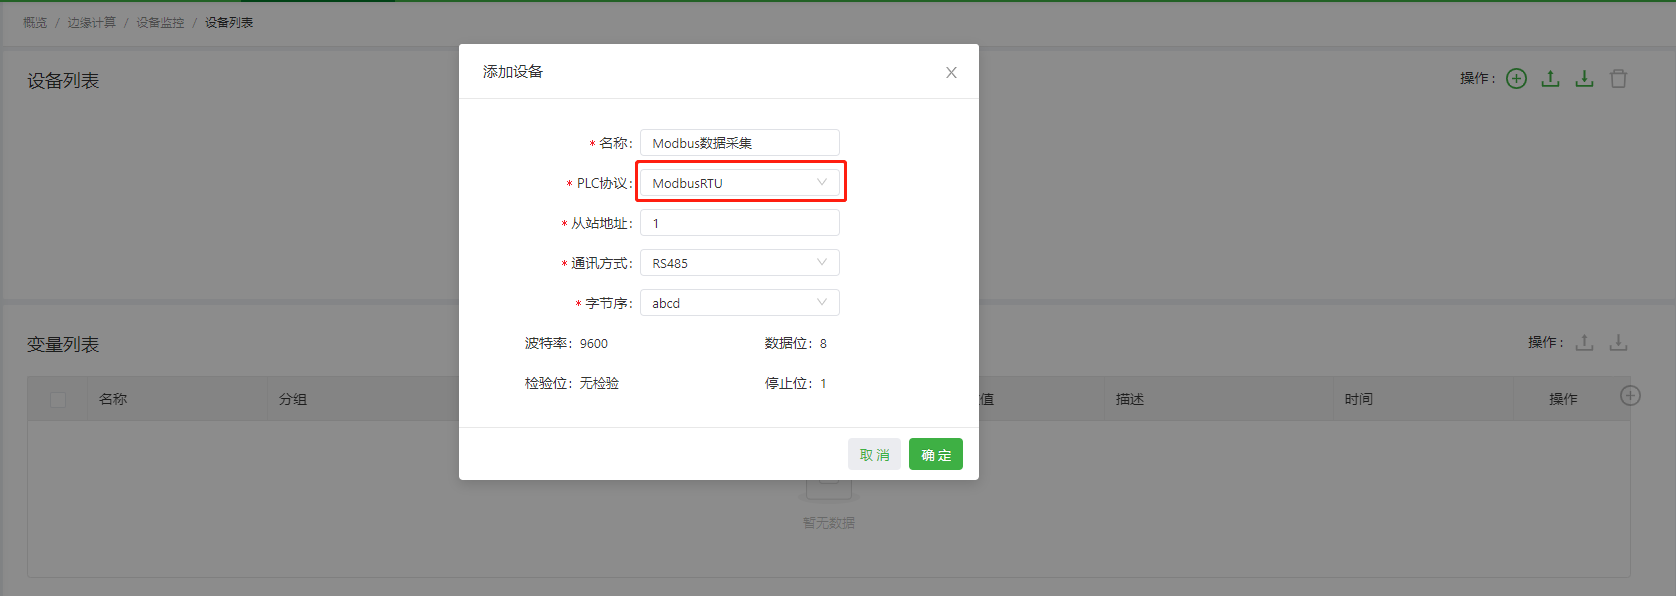 概览 / 边缘计算 / 设备监控 / 设备列表
设备列表
操作：
添加设备
* 名称： Modbus数据采集
* PLC协议： ModbusRTU
* 从站地址： 1
* 通讯方式： RS485
* 字节序： abcd
波特率：9600 数据位：8
检验位：无检验 停止位：1
取 消 确 定
变量列表
操作：
名称 分组 值 描述 时间 操作
暂无数据